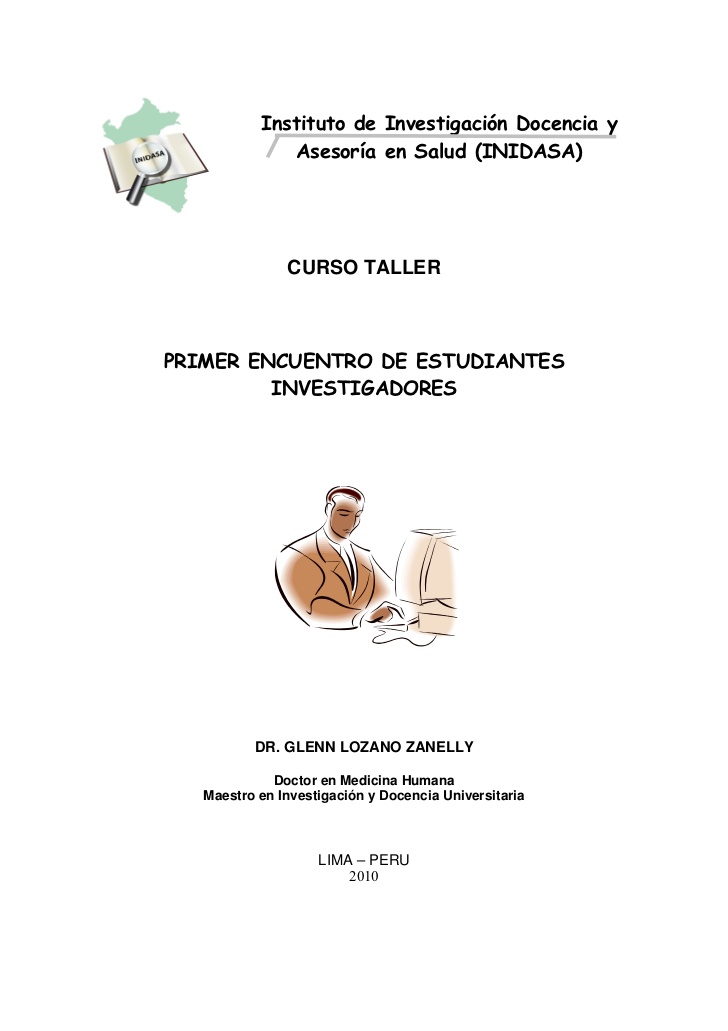 INIDASA
Instituto de Investigación Docencia y
Asesoría en Salud (INIDASA)
CURSO TALLER
PRIMER ENCUENTRO DE ESTUDIANTES
INVESTIGADORES
DR. GLENN LOZANO ZANELLY
Doctor en Medicina Humana
Maestro en Investigación y Docencia Universitaria
LIMA – PERU
2010